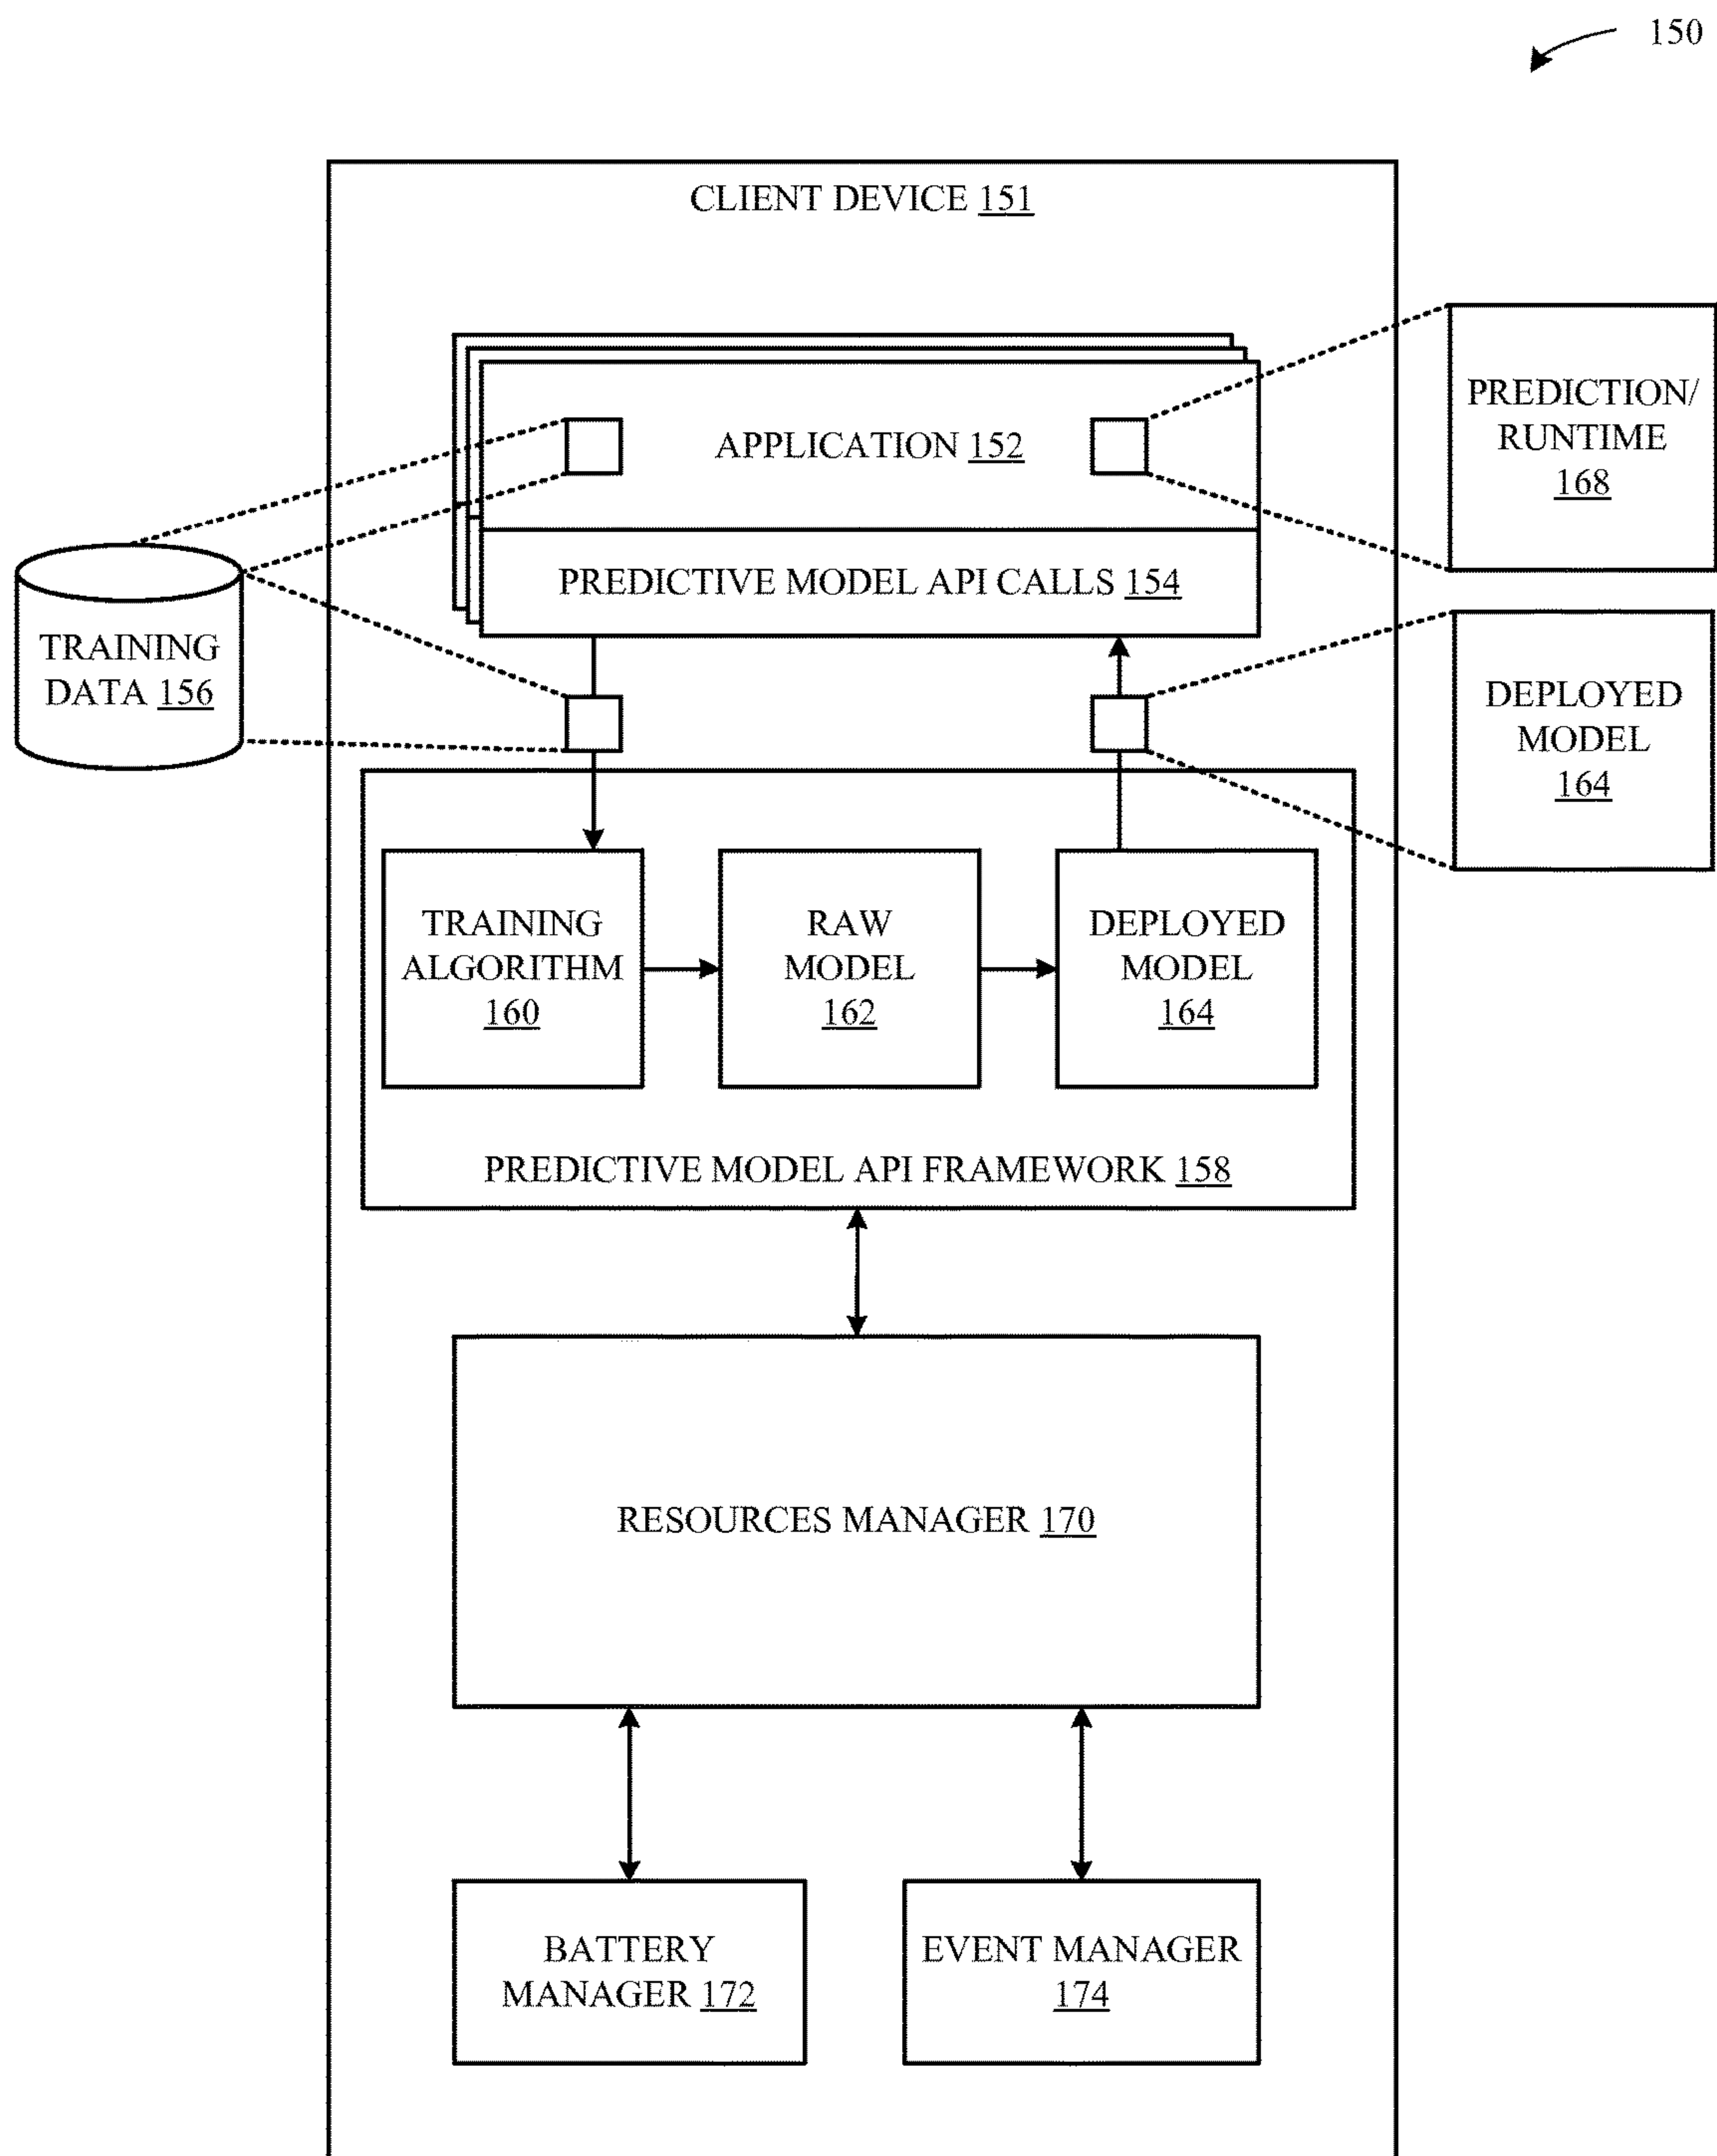 150
CLIENT DEVICE 151
APPLICATION 152
PREDICTION/
RUNTIME
168
PREDICTIVE MODEL API CALLS 154
TRAINING
DATA 156
DEPLOYED
MODEL
164
TRAINING
ALGORITHM
160
RAW
MODEL
162
DEPLOYED
MODEL
164
PREDICTIVE MODEL API FRAMEWORK 158
RESOURCES MANAGER 170
BATTERY
MANAGER 172
EVENT MANAGER
174